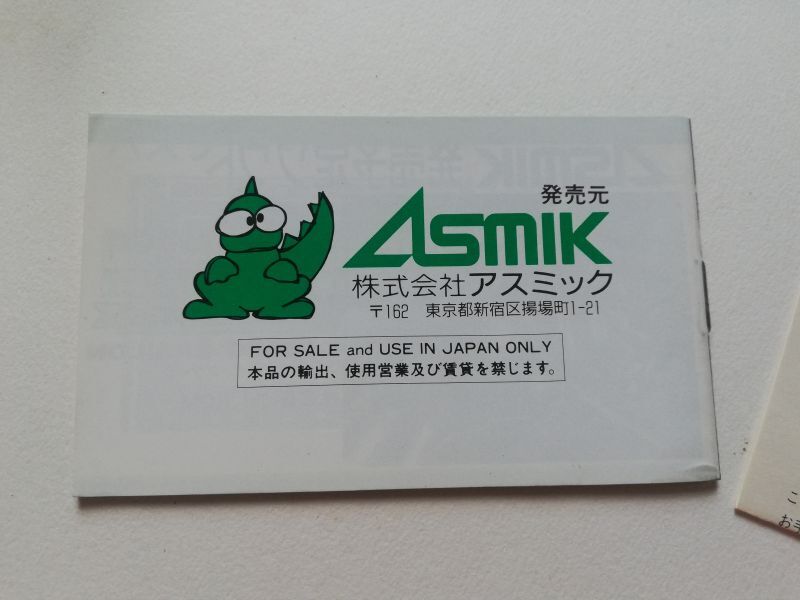 発売元
ASMIK
株式会社アスミック
〒162 東京都新宿区揚場町1-21
FOR SALE and USE IN JAPAN ONLY
本品の輸出、使用営業及び賃貸を禁じます。
こ
お